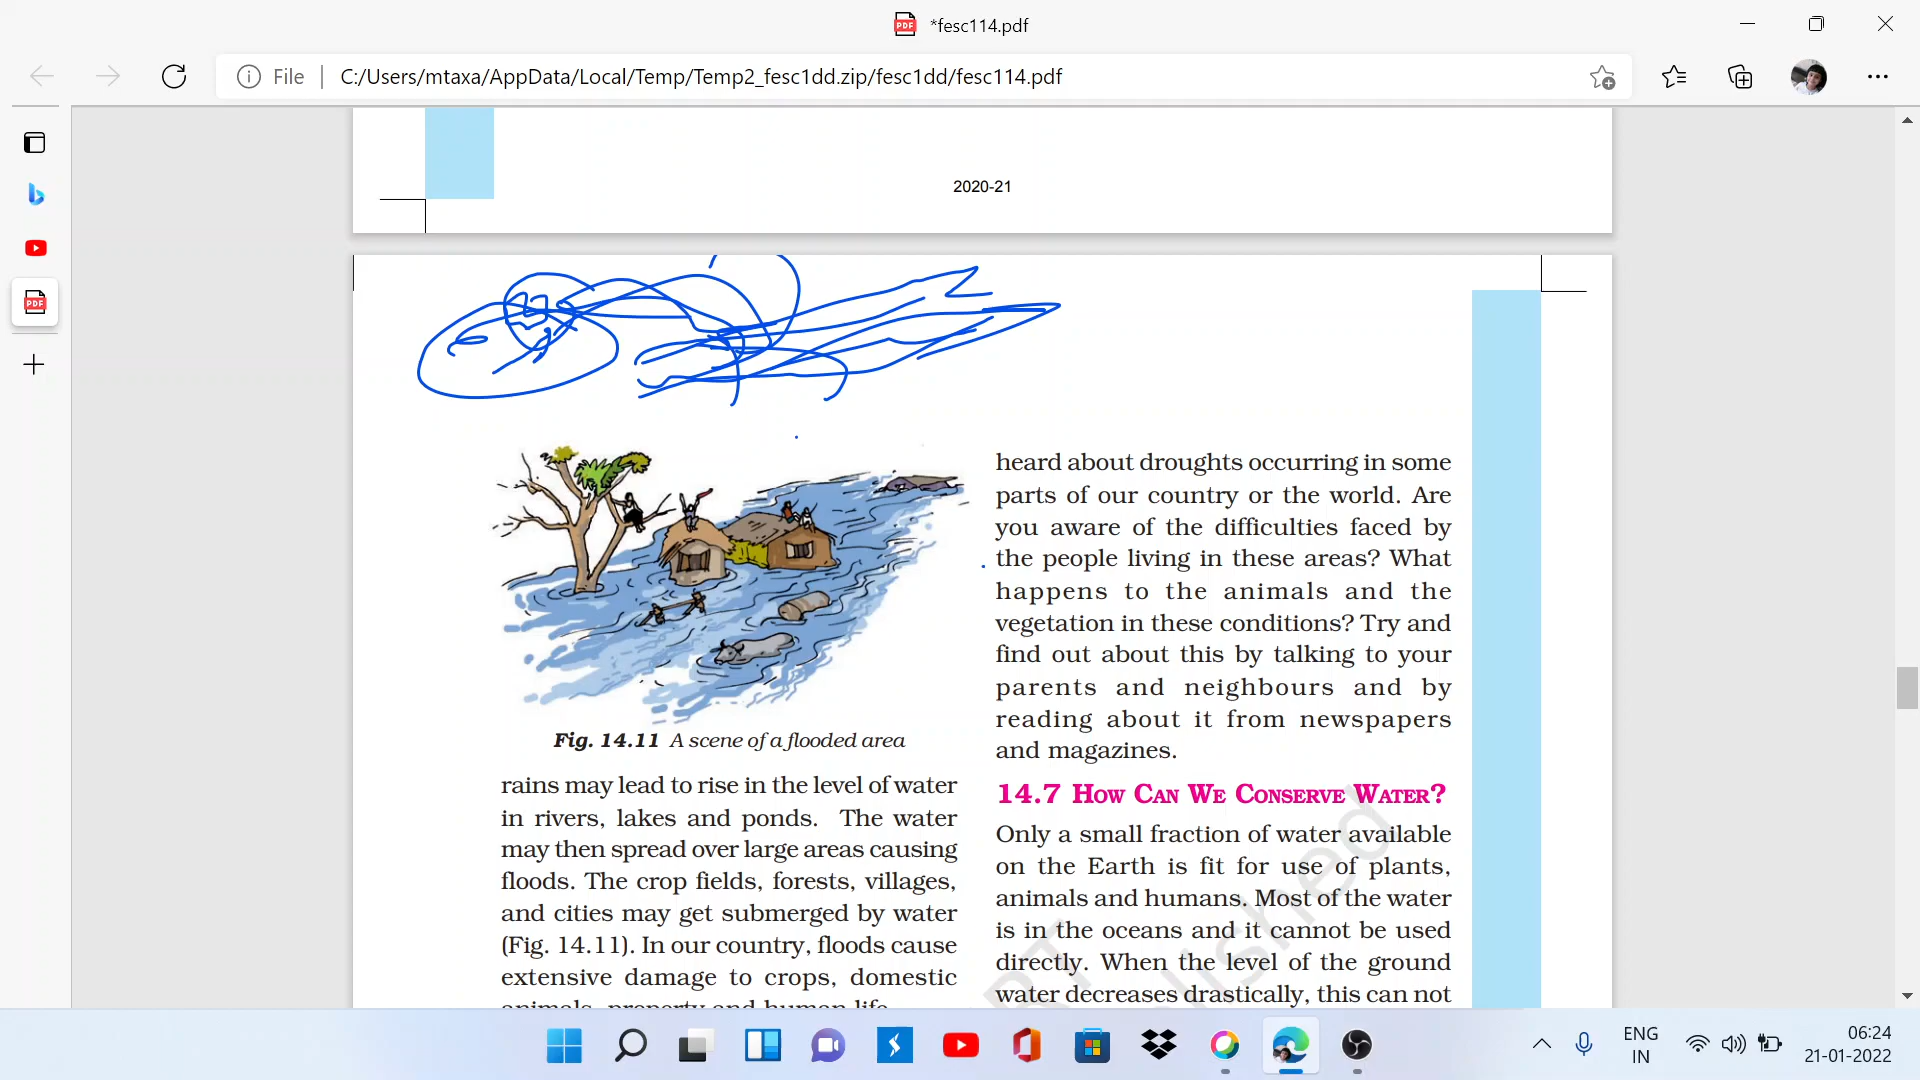 *fesc114.pdf
File
C:/Users/mtaxa/AppData/Local/Temp/Temp2_fesc1dd.zip/fesc1dd/fesc114.pdf
2020-21
Fig. 14.11 A scene of a flooded area
rains may lead to rise in the level of water
in rivers, lakes and ponds. The water
may then spread over large areas causing
floods. The crop fields, forests, villages,
and cities may get submerged by water
(Fig. 14.11). In our country, floods cause
extensive damage to crops, domestic
animals, property and human life.
heard about droughts occurring in some
parts of our country or the world. Are
you aware of the difficulties faced by
the people living in these areas? What
happens to the animals and the
vegetation in these conditions? Try and
find out about this by talking to your
parents and neighbours and by
reading about it from newspapers
and magazines.
14.7 HOW CAN WE CONSERVE WATER?
Only a small fraction of water available
on the Earth is fit for use of plants,
animals and humans. Most of the water
is in the oceans and it cannot be used
directly. When the level of the ground
water decreases drastically, this can not
ENG
IN
06:24
21-01-2022